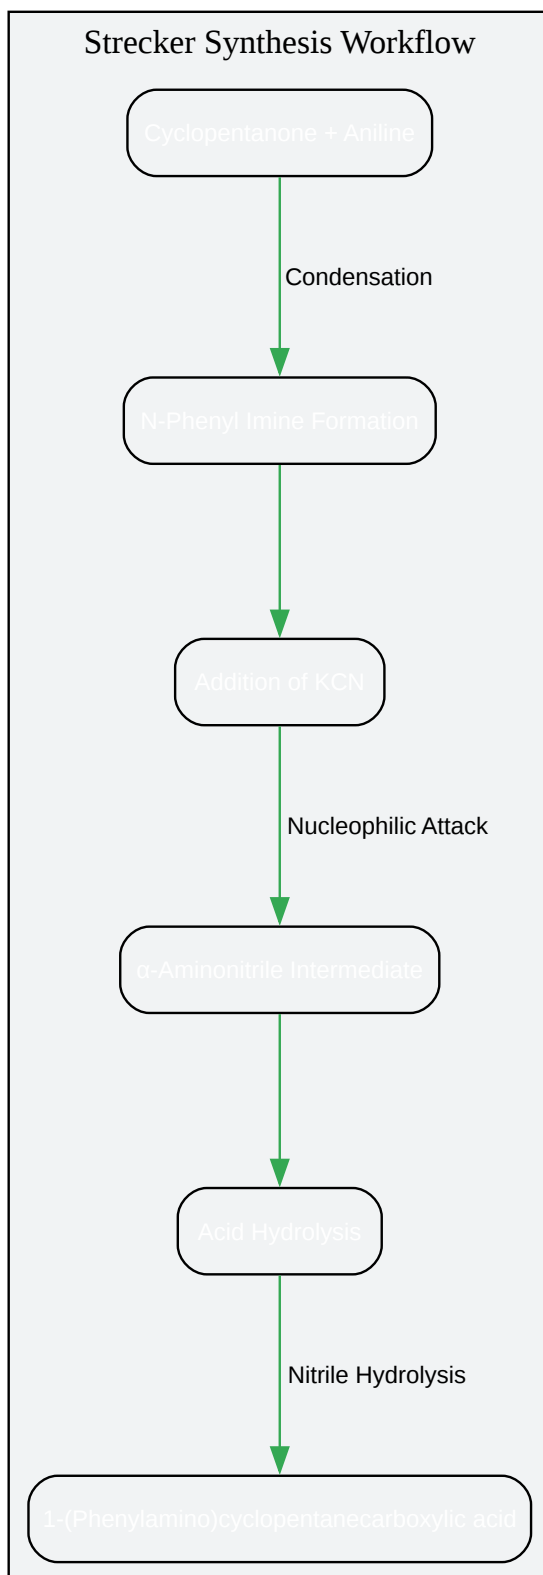 Strecker Synthesis Workflow
Cyclopentanone + Aniline
Condensation
N-Phenyl Imine Formation
Addition of KCN
Nucleophilic Attack
α-Aminonitrile Intermediate
Acid Hydrolysis
Nitrile Hydrolysis
1-(Phenylamino)cyclopentanecarboxylic acid